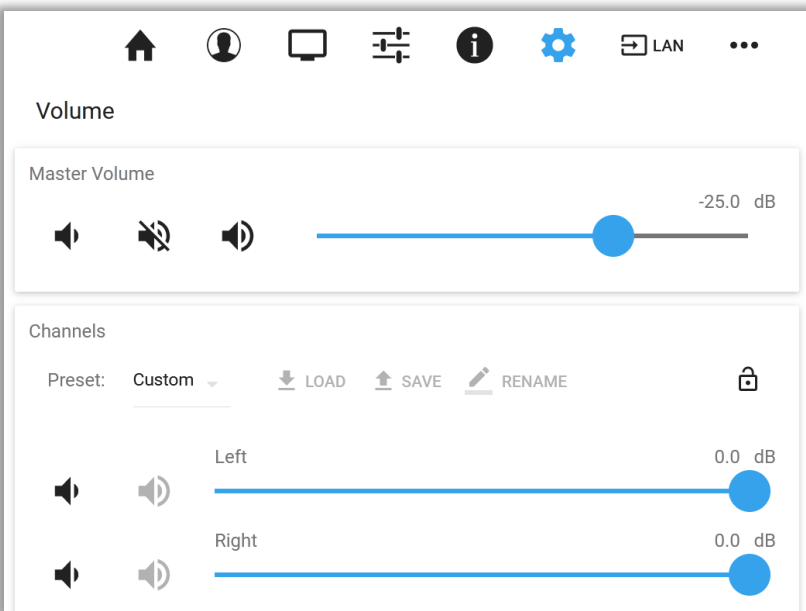 LAN
Volume
Master Volume
-25.0 dB
Channels
Preset: Custom LOAD SAVE RENAME
Left 0.0 dB
Right 0.0 dB